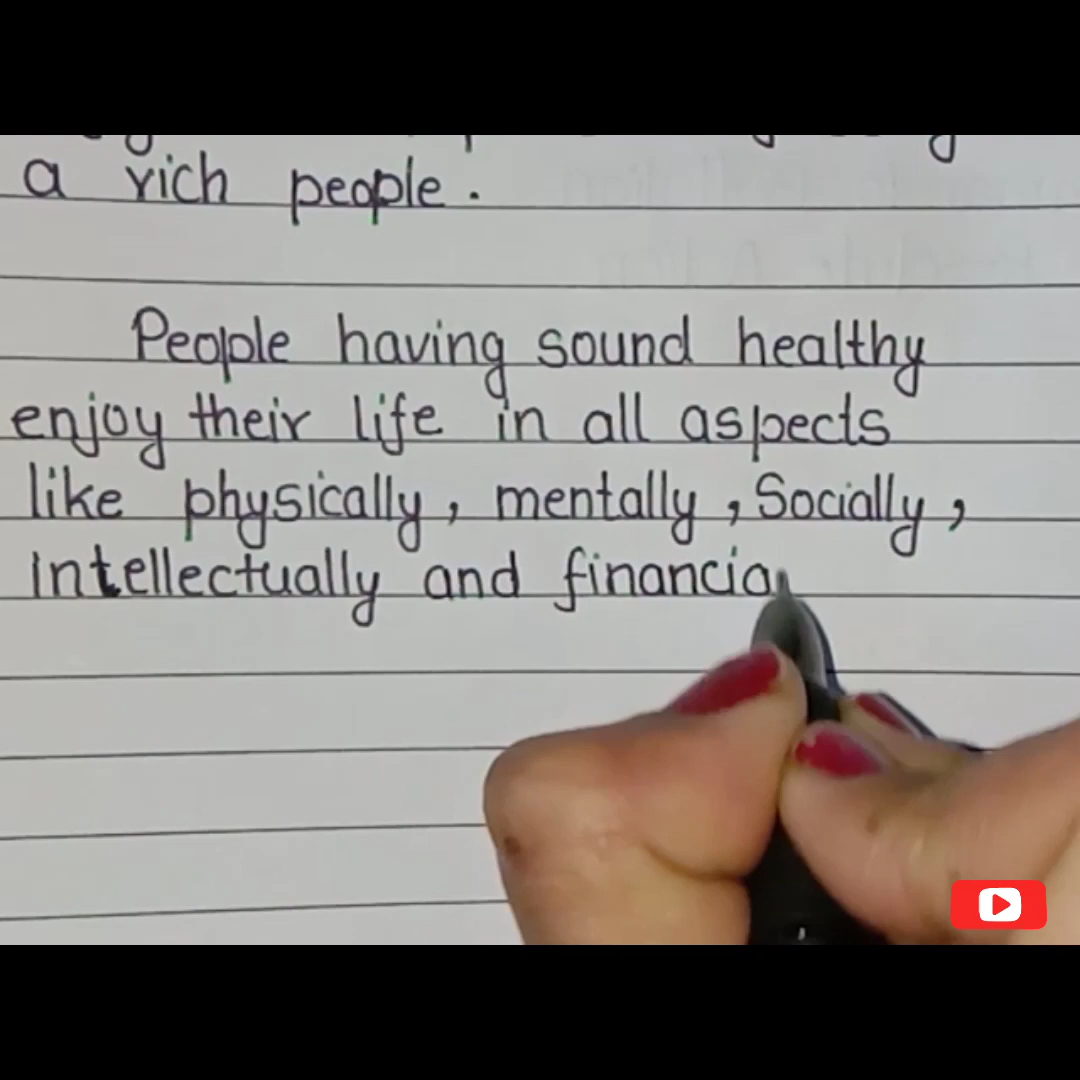 a rich people.
People having sound healthy
enjoy their life in all aspects
like physically, mentally, Socially,
intellectually and financia